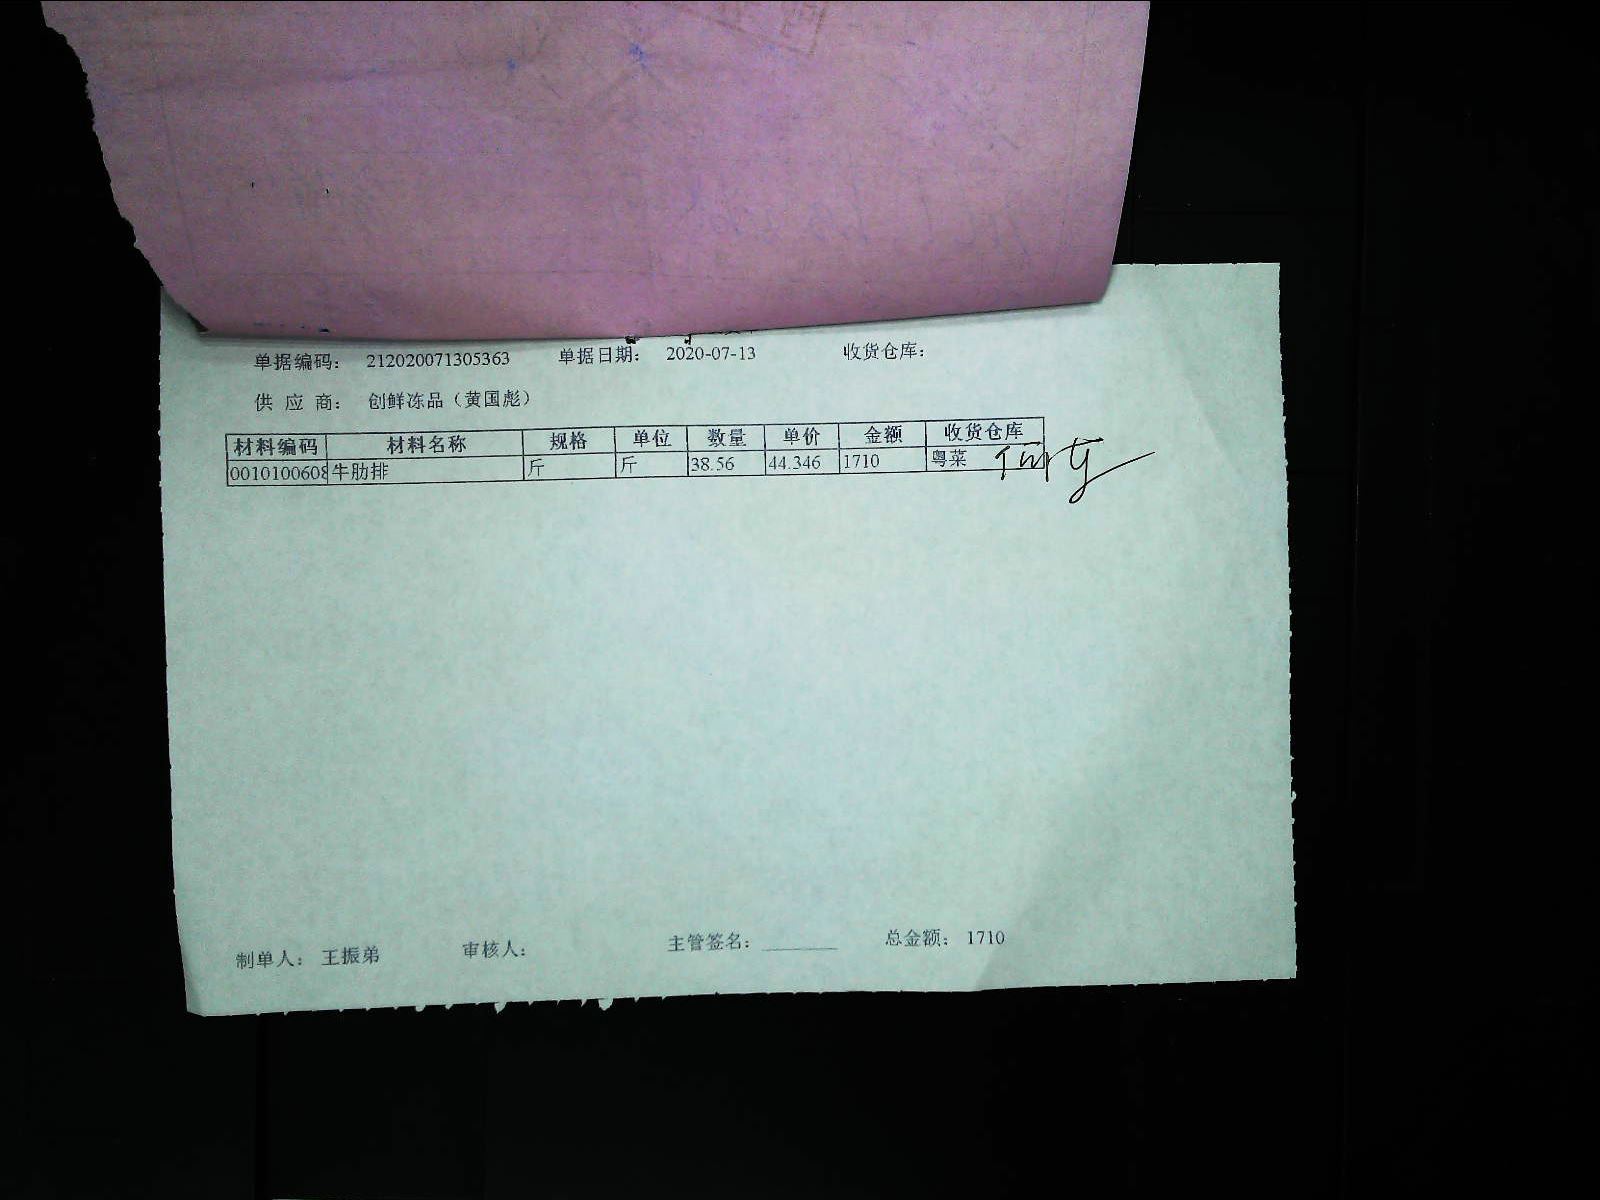 单据编码： 212020071305363 单据日期： 2020-07-13 收货仓库：
供 应 商： 创鲜冻品（黄国彪）
材料编码 材料名称 规格 单位 数量 单价 金额 收货仓库
0010100608 牛肋排 斤 斤 38.56 44.346 1710 粤菜
制单人： 王振弟 审核人： 主管签名： ________ 总金额： 1710